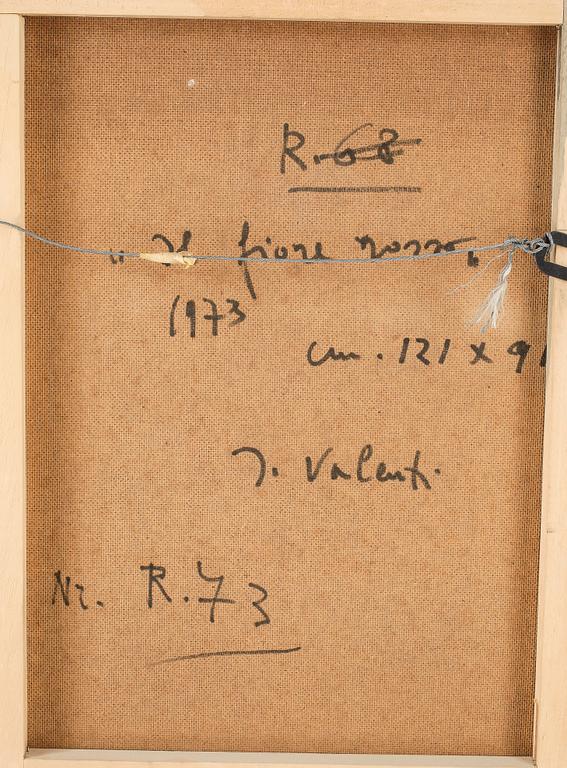 R. 68
"Il fiore rosso"
1973
cm. 121 x 91
I. Valenti.
Nr. R. 73